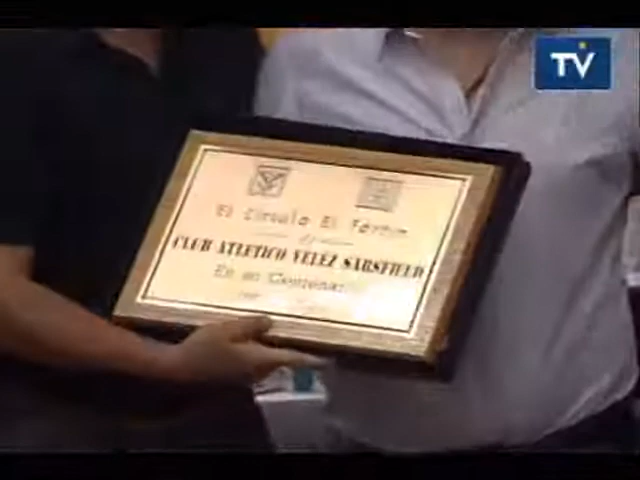 TV
El Círculo El Fortín
CLUB ATLETICO VELEZ SARSFIELD
En su Centenario